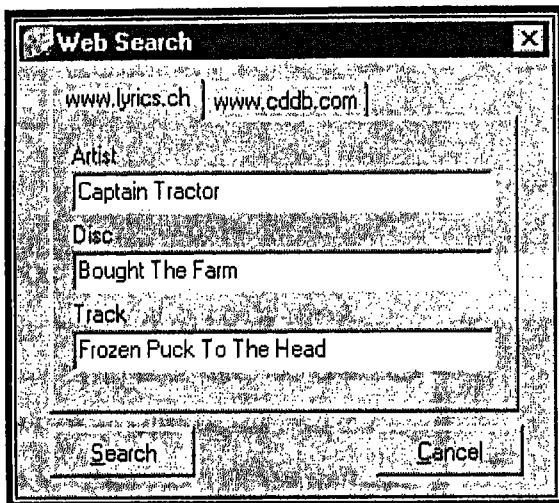 Web Search
www.lyrics.ch www.cddb.com
Artist
Captain Tractor
Disc
Bought The Farm
Track
Frozen Puck To The Head
Search Cancel